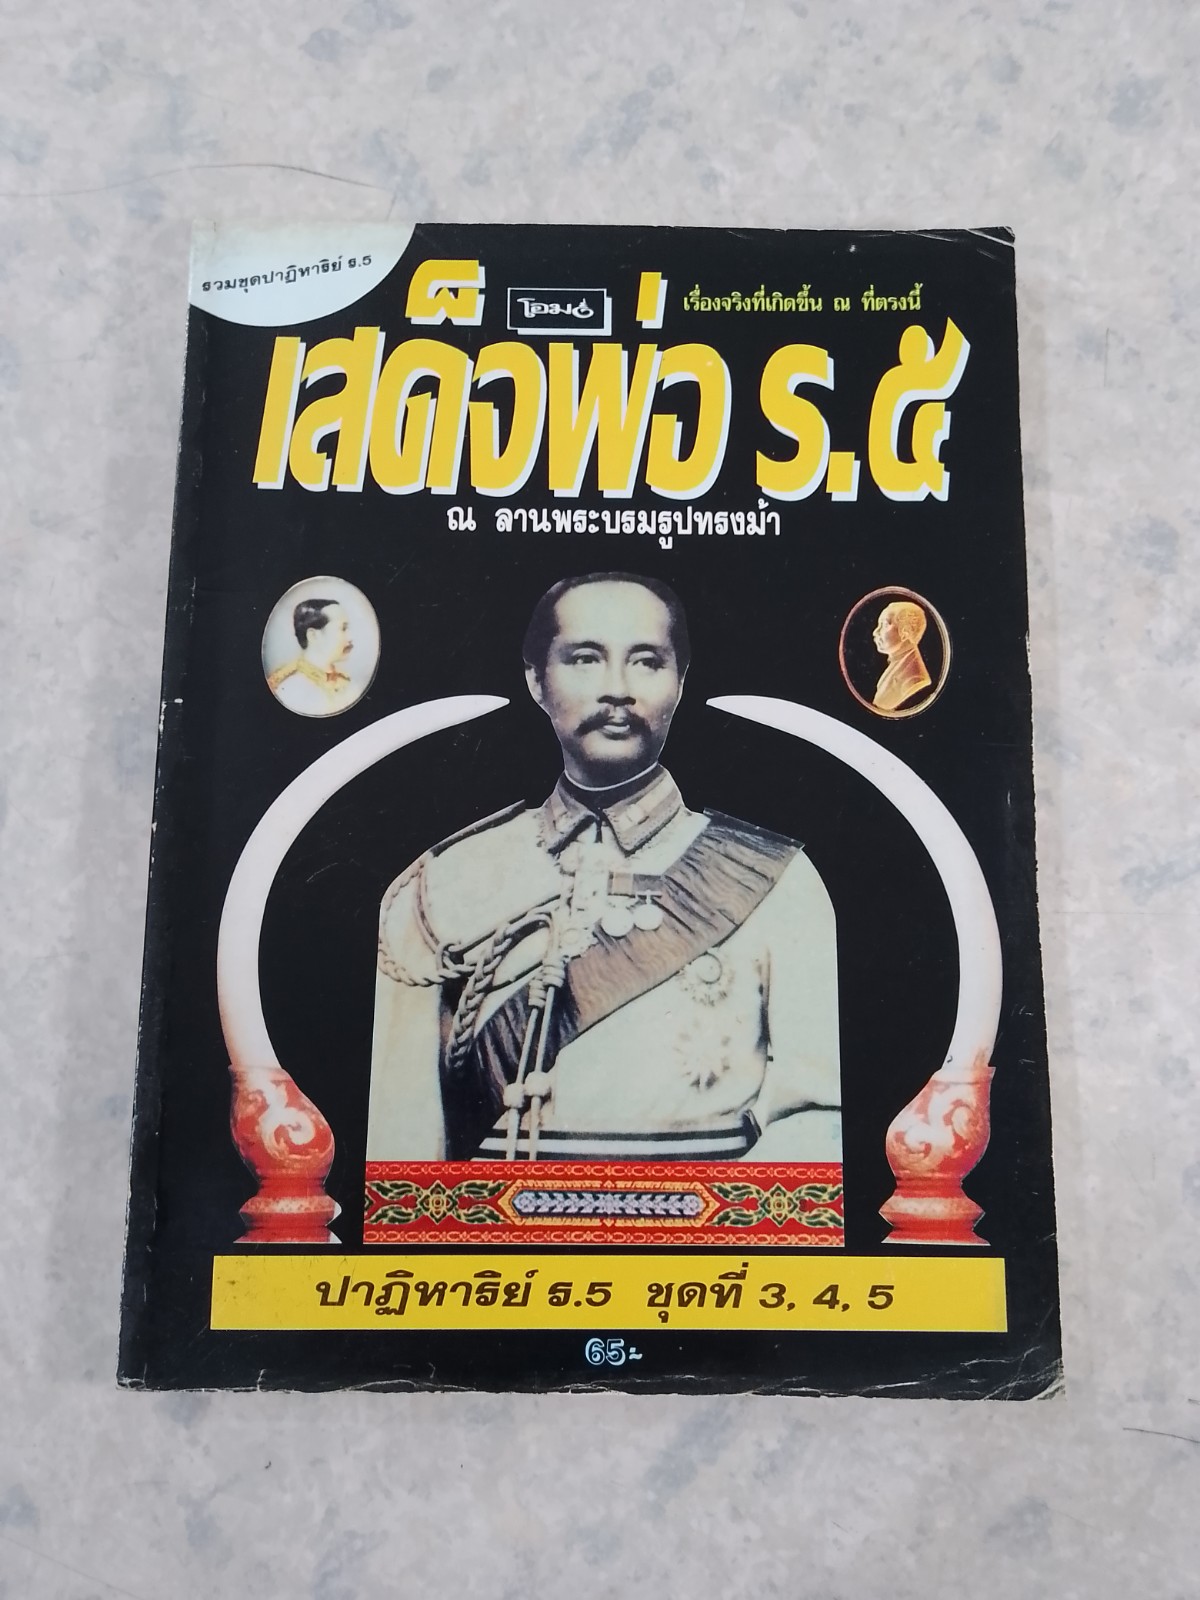 รวมชุดปาฏิหาริย์ ร.5
โอม
เรื่องจริงที่เกิดขึ้น ณ ที่ตรงนี้
เสด็จพ่อ ร.๕
ณ ลานพระบรมรูปทรงม้า
ปาฏิหาริย์ ร.5 ชุดที่ 3, 4, 5
65.-